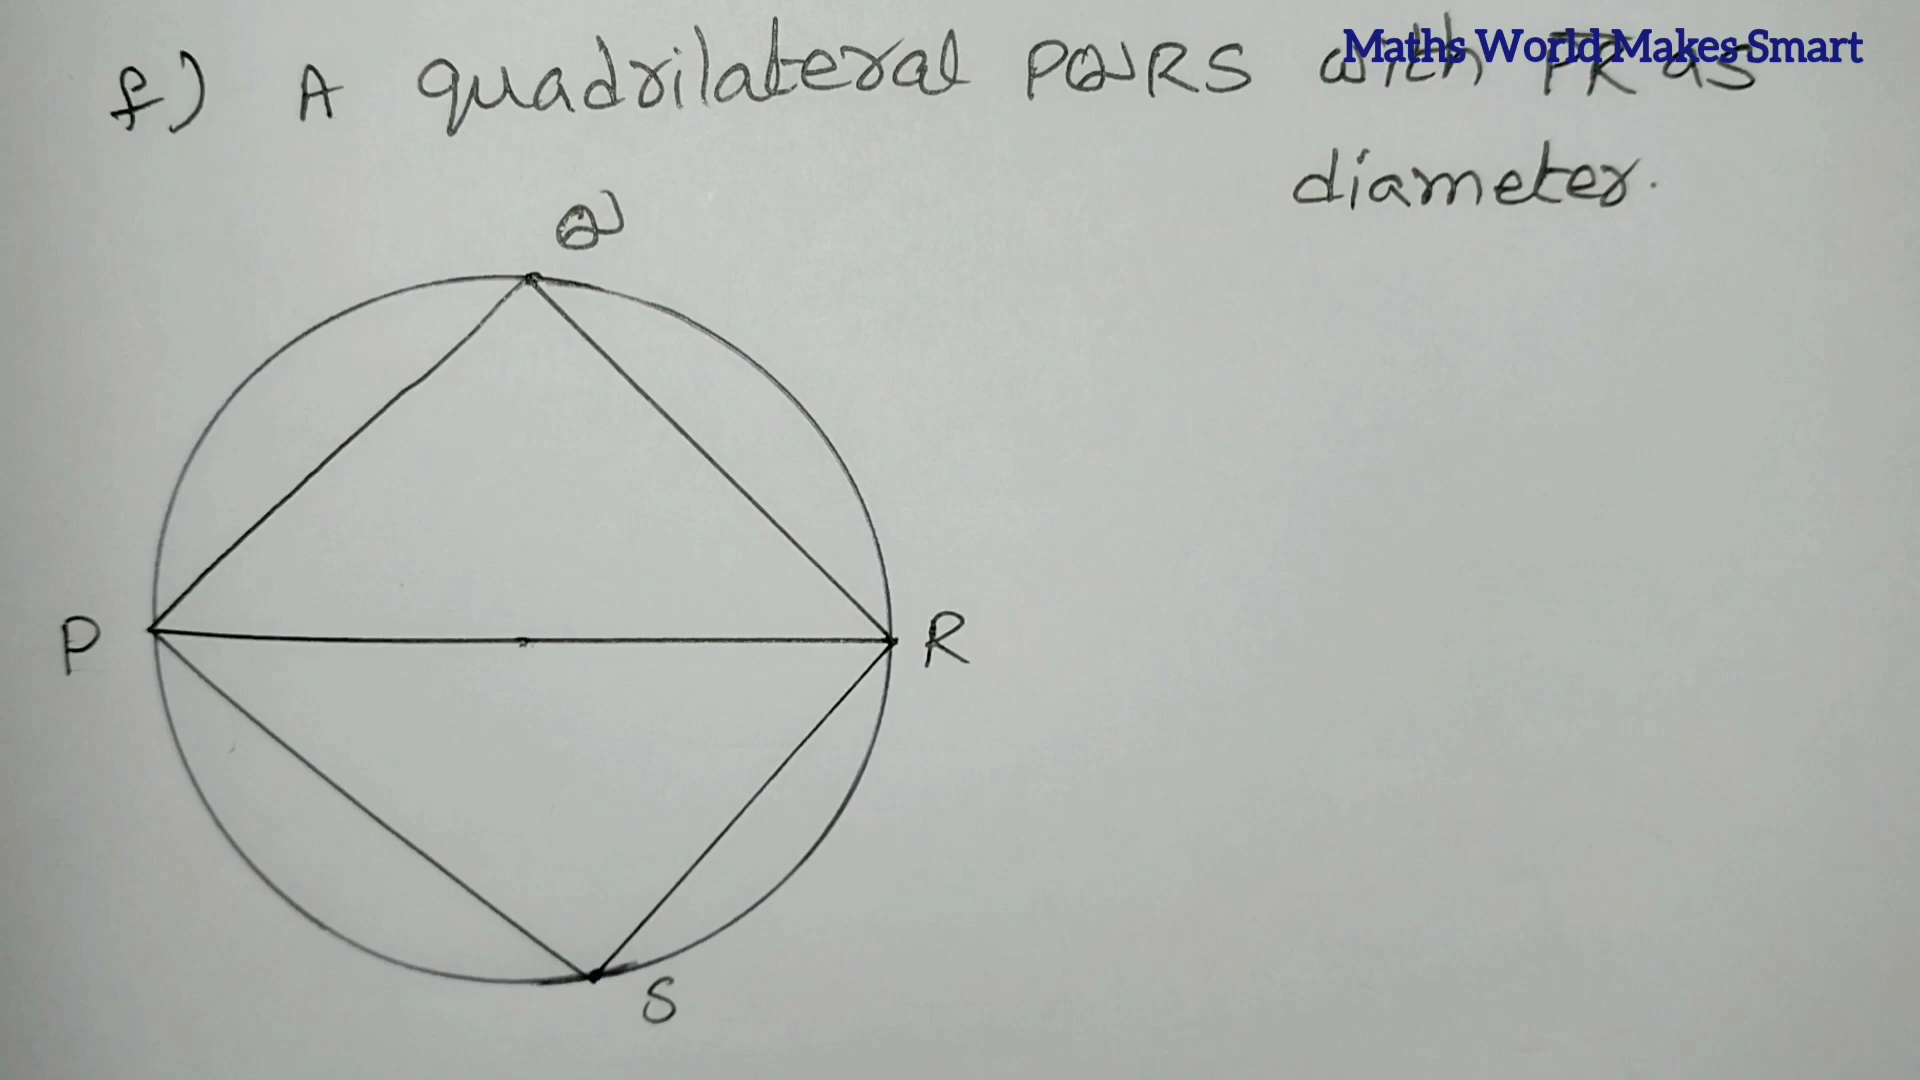 Maths World Makes Smart
f) A quadrilateral PQRS with PR as
diameter.
Q
P
R
S